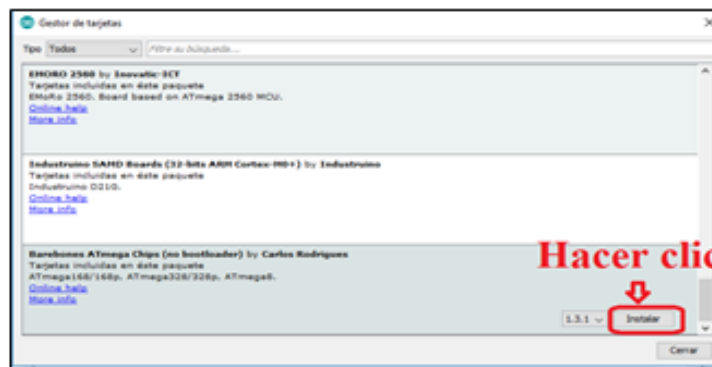 Gestor de tarjetas
Tipo Todos Filtre su búsqueda...
EMORO 2560 by Inovatic-ICT
Tarjetas incluidas en éste paquete
EMoRo 2560. Board based on ATmega 2560 MCU.
Online help
More info
Industruino SAMD Boards (32-bits ARM Cortex-M0+) by Industruino
Tarjetas incluidas en éste paquete
Industruino D21G.
Online help
More info
Barebones ATmega Chips (no bootloader) by Carlos Rodrigues
Tarjetas incluidas en éste paquete
ATmega168/168p. ATmega328/328p. ATmega8.
Online help
More info
Hacer clic
1.3.1 Instalar
Cerrar